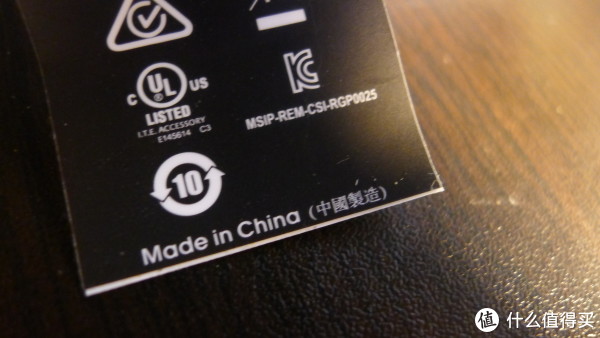 c UL US
LISTED
I.T.E. ACCESSORY
E145614 C3
MSIP-REM-CSI-RGP0025
10
Made in China (中國製造)
值 什么值得买